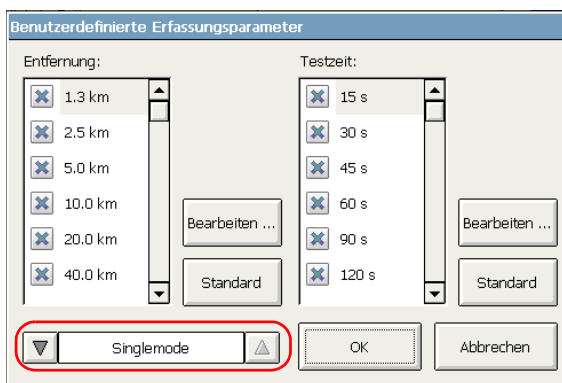 Benutzerdefinierte Erfassungsparameter
Entfernung:
1.3 km
2.5 km
5.0 km
10.0 km
20.0 km
40.0 km
Bearbeiten ...
Standard
Testzeit:
15 s
30 s
45 s
60 s
90 s
120 s
Bearbeiten ...
Standard
Singlemode
OK
Abbrechen